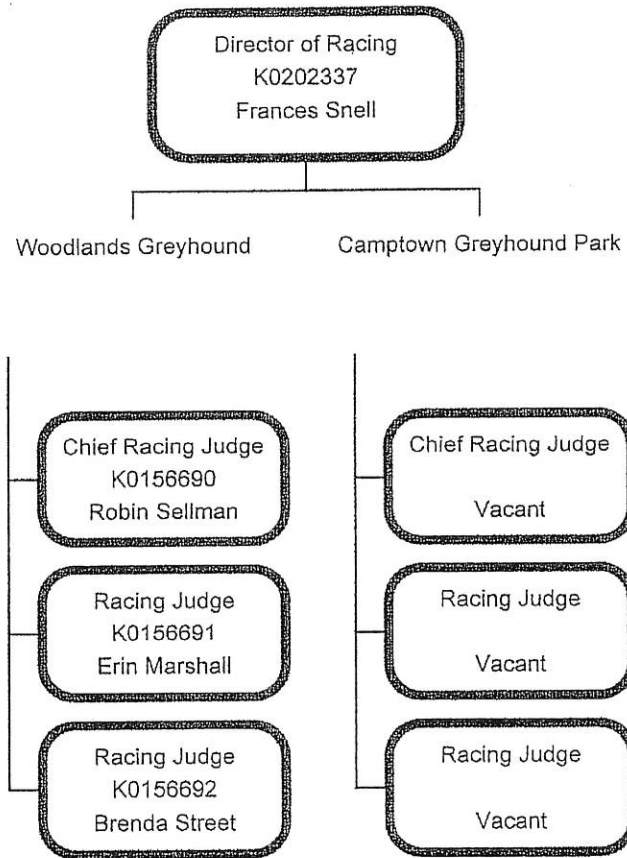 Director of Racing
K0202337
Frances Snell
Woodlands Greyhound
Camptown Greyhound Park
Chief Racing Judge
K0156690
Robin Sellman
Racing Judge
K0156691
Erin Marshall
Racing Judge
K0156692
Brenda Street
Chief Racing Judge
Vacant
Racing Judge
Vacant
Racing Judge
Vacant